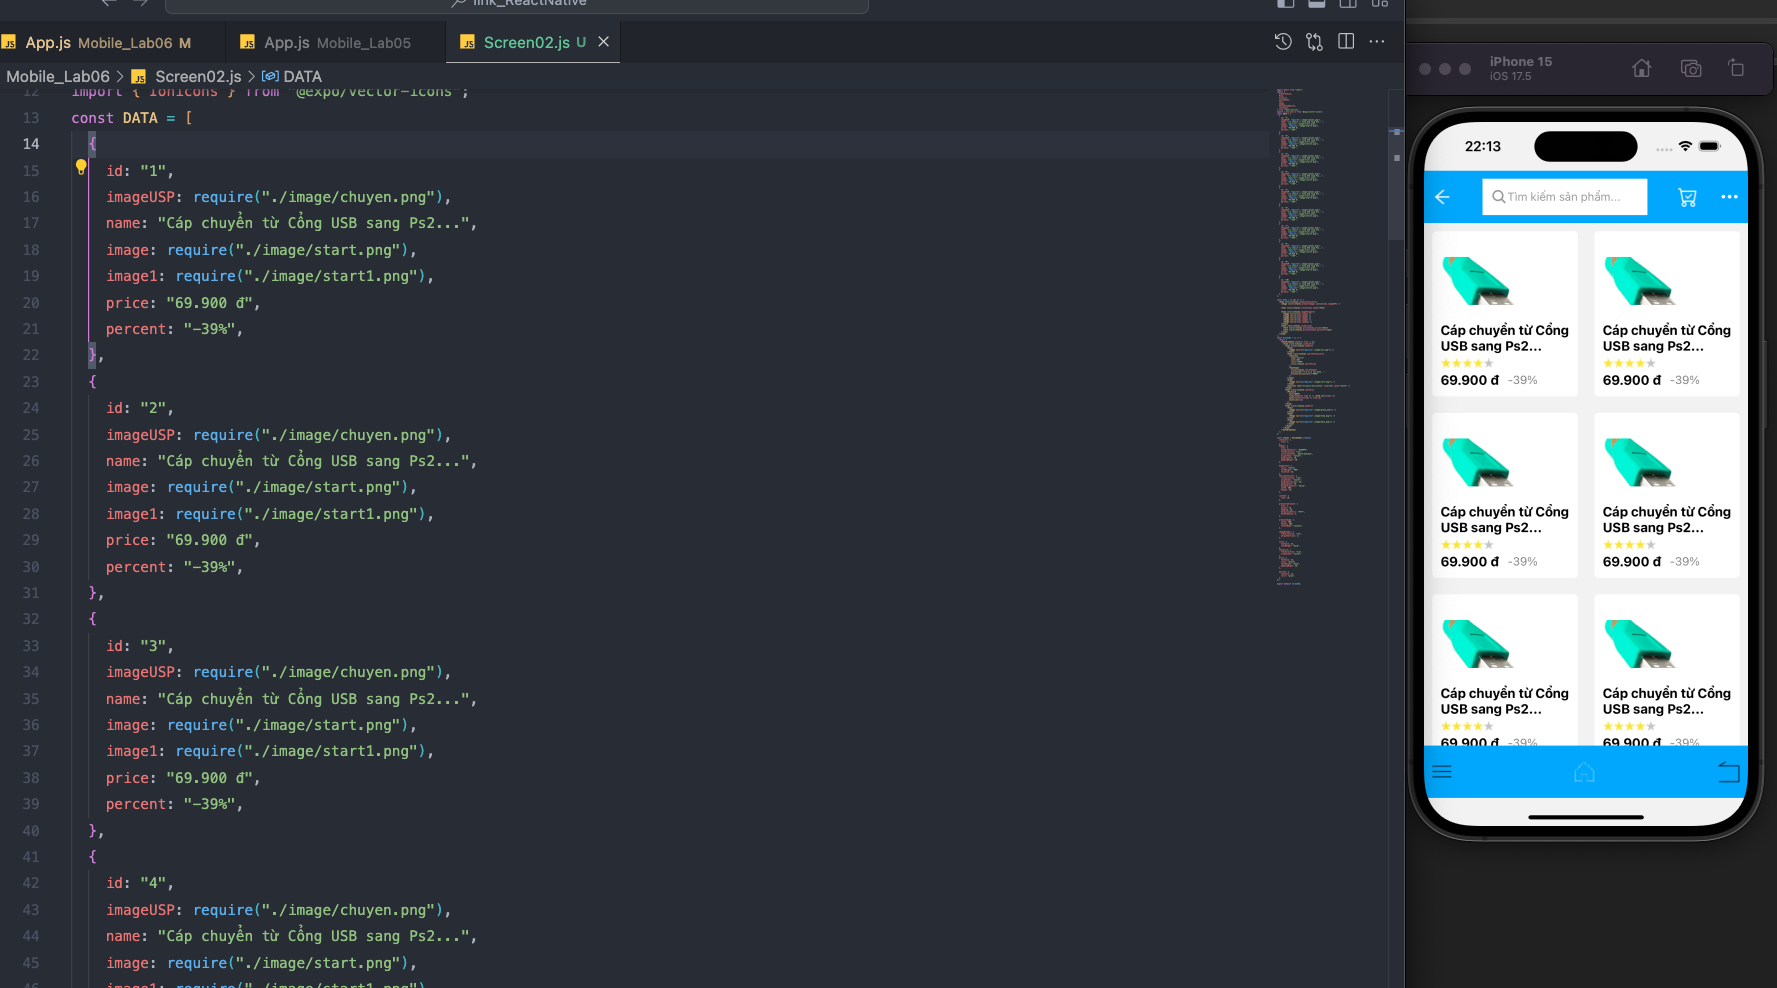 link_ReactNative
App.js Mobile_Lab06 M
App.js Mobile_Lab05
Screen02.js U
Mobile_Lab06 > Screen02.js > DATA
12 import { Ionicons } from "@expo/vector-icons";
13 const DATA = [
14 {
15 id: "1",
16 imageUSP: require("./image/chuyen.png"),
17 name: "Cáp chuyển từ Cổng USB sang Ps2...",
18 image: require("./image/start.png"),
19 image1: require("./image/start1.png"),
20 price: "69.900 đ",
21 percent: "-39%",
22 },
23 {
24 id: "2",
25 imageUSP: require("./image/chuyen.png"),
26 name: "Cáp chuyển từ Cổng USB sang Ps2...",
27 image: require("./image/start.png"),
28 image1: require("./image/start1.png"),
29 price: "69.900 đ",
30 percent: "-39%",
31 },
32 {
33 id: "3",
34 imageUSP: require("./image/chuyen.png"),
35 name: "Cáp chuyển từ Cổng USB sang Ps2...",
36 image: require("./image/start.png"),
37 image1: require("./image/start1.png"),
38 price: "69.900 đ",
39 percent: "-39%",
40 },
41 {
42 id: "4",
43 imageUSP: require("./image/chuyen.png"),
44 name: "Cáp chuyển từ Cổng USB sang Ps2...",
45 image: require("./image/start.png"),
46 image1: require("./image/start1.png"),
iPhone 15
iOS 17.5
22:13
Tìm kiếm sản phẩm...
Cáp chuyển từ Cổng
USB sang Ps2...
69.900 đ -39%
Cáp chuyển từ Cổng
USB sang Ps2...
69.900 đ -39%
Cáp chuyển từ Cổng
USB sang Ps2...
69.900 đ -39%
Cáp chuyển từ Cổng
USB sang Ps2...
69.900 đ -39%
Cáp chuyển từ Cổng
USB sang Ps2...
69.900 đ -39%
Cáp chuyển từ Cổng
USB sang Ps2...
69.900 đ -39%